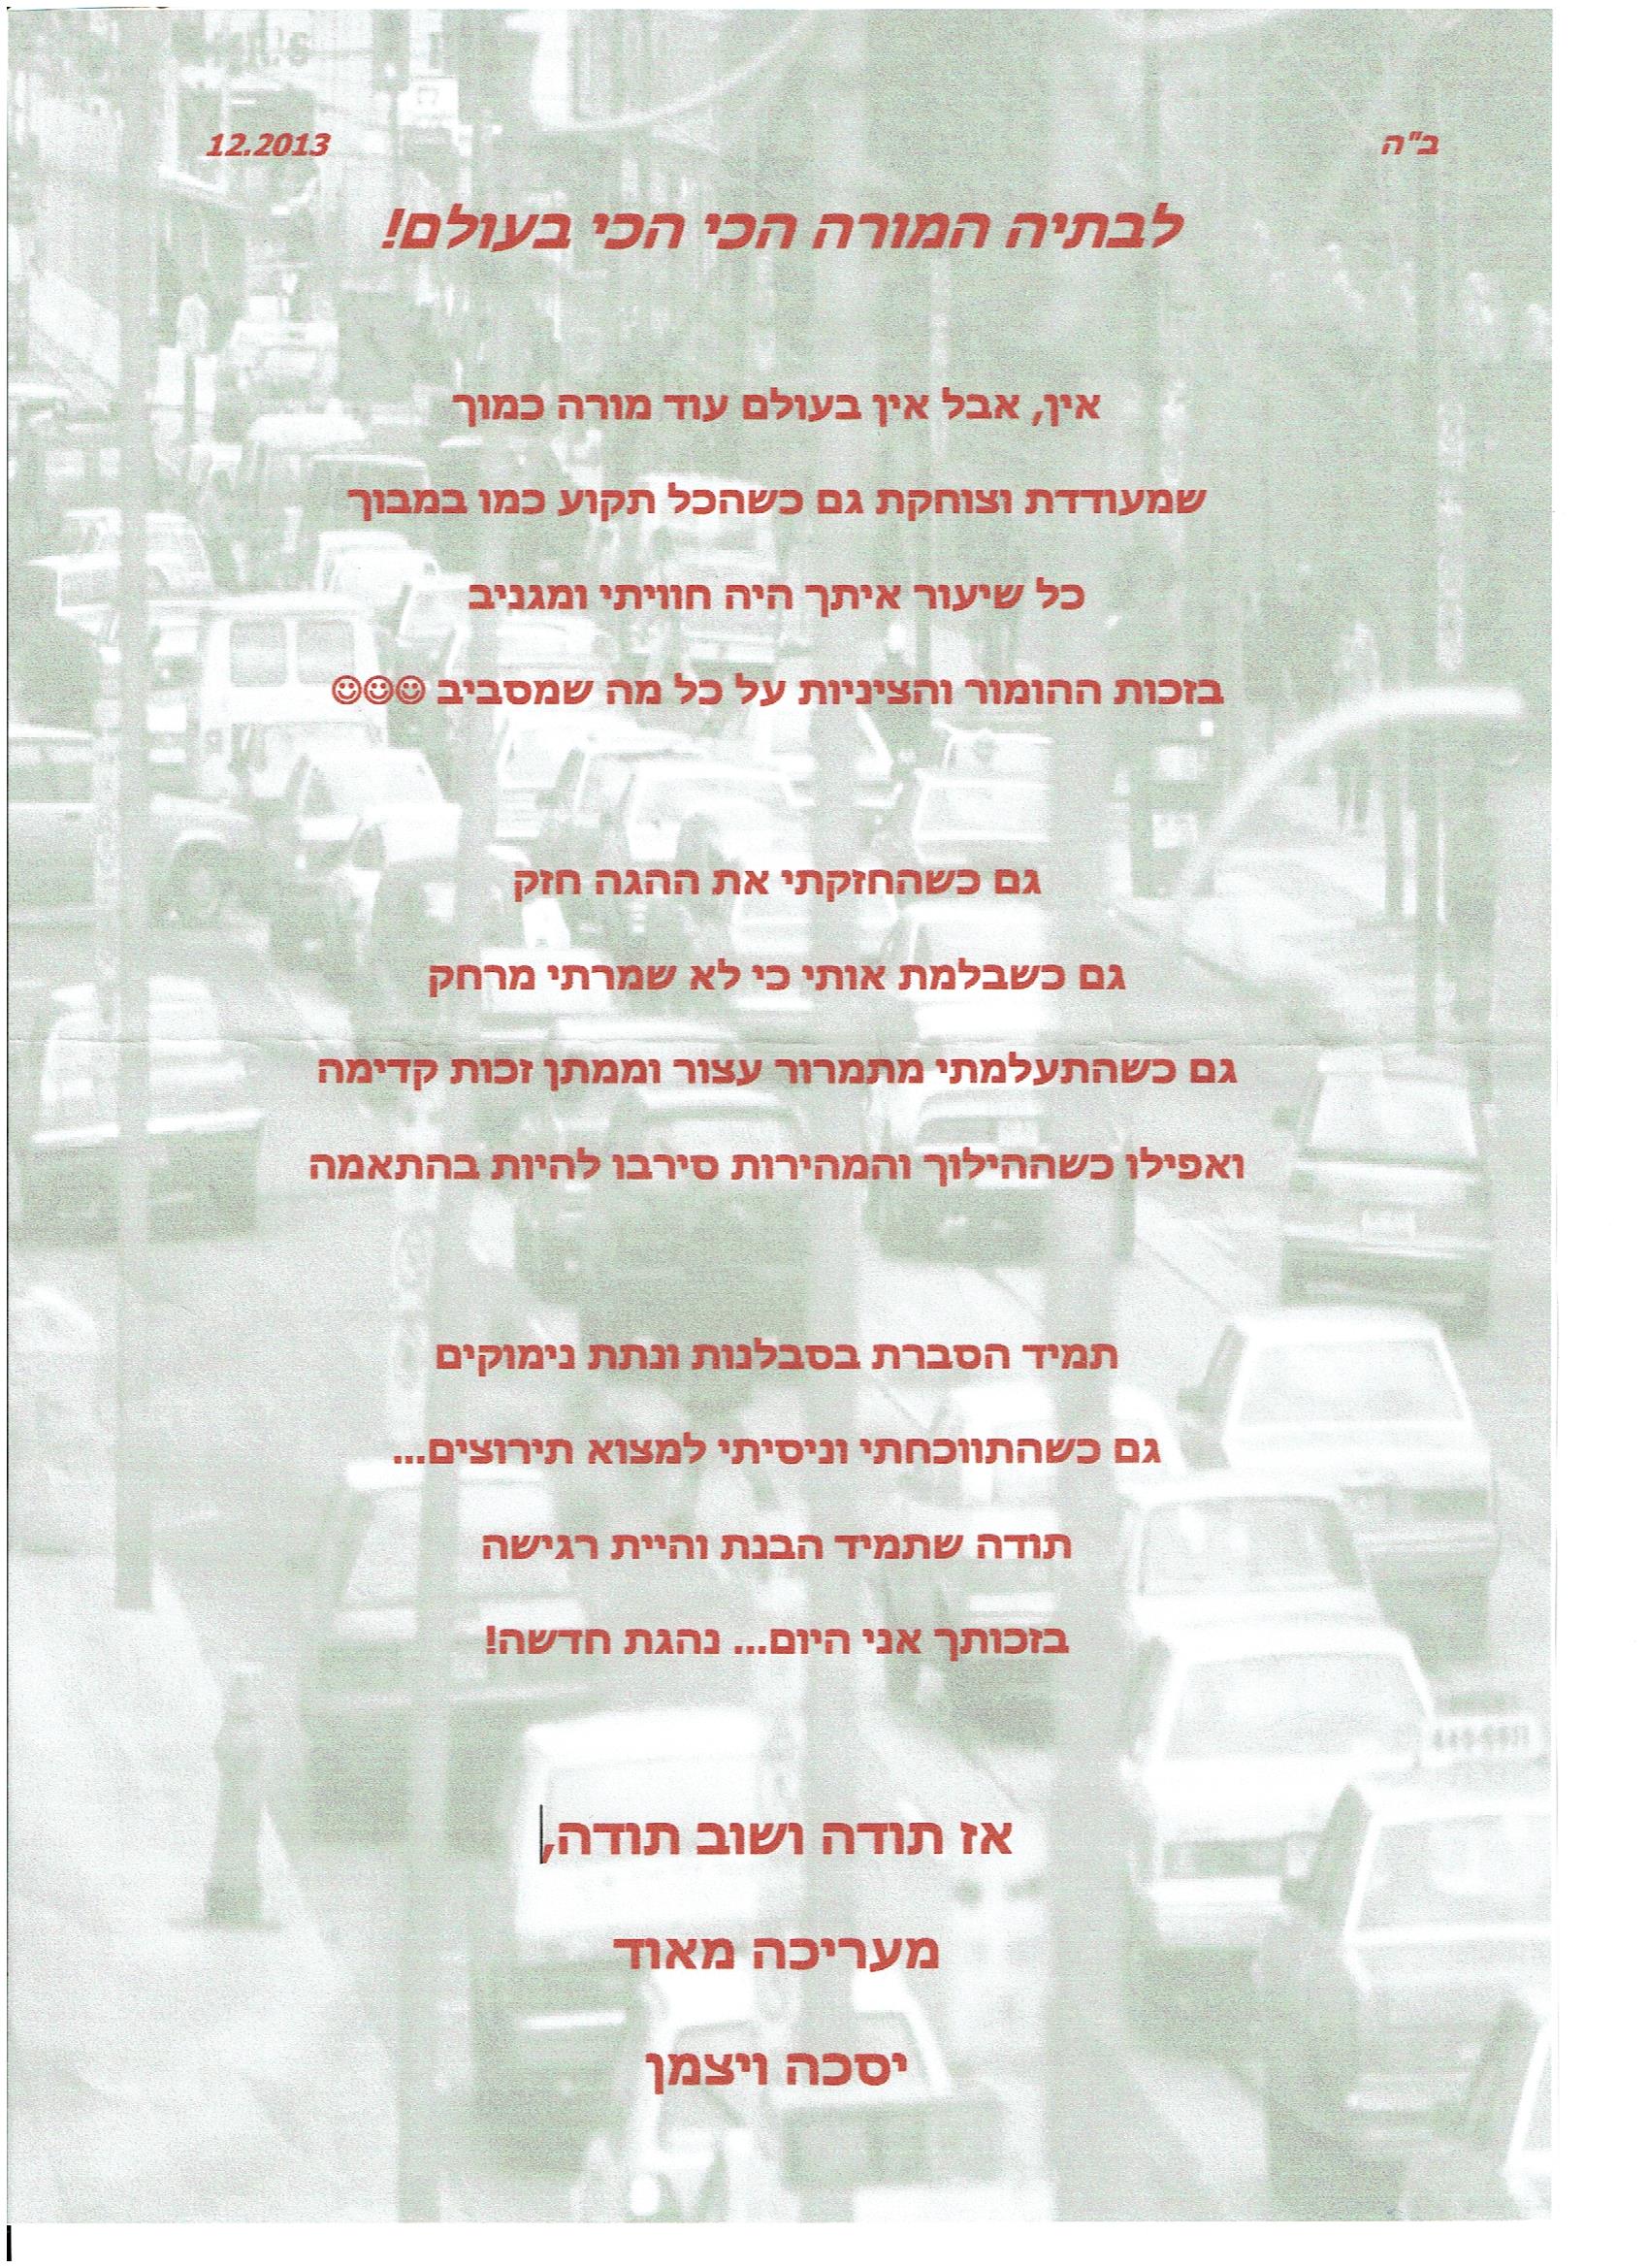 ב"ה 12.2013
לבתיה המורה הכי הכי בעולם!
אין, אבל אין בעולם עוד מורה כמוך
שמעודדת וצוחקת גם כשהכל תקוע כמו במבוך
כל שיעור איתך היה חוויתי ומגניב
בזכות ההומור והציניות על כל מה שמסביב ☺☺☺
גם כשהחזקתי את ההגה חזק
גם כשבלמת אותי כי לא שמרתי מרחק
גם כשהתעלמתי מתמרור עצור וממתן זכות קדימה
ואפילו כשההילוך והמהירות סירבו להיות בהתאמה
תמיד הסברת בסבלנות ונתת נימוקים
גם כשהתווכחתי וניסיתי למצוא תירוצים...
תודה שתמיד הבנת והיית רגישה
בזכותך אני היום... נהגת חדשה!
אז תודה ושוב תודה,
מעריכה מאוד
יסכה ויצמן